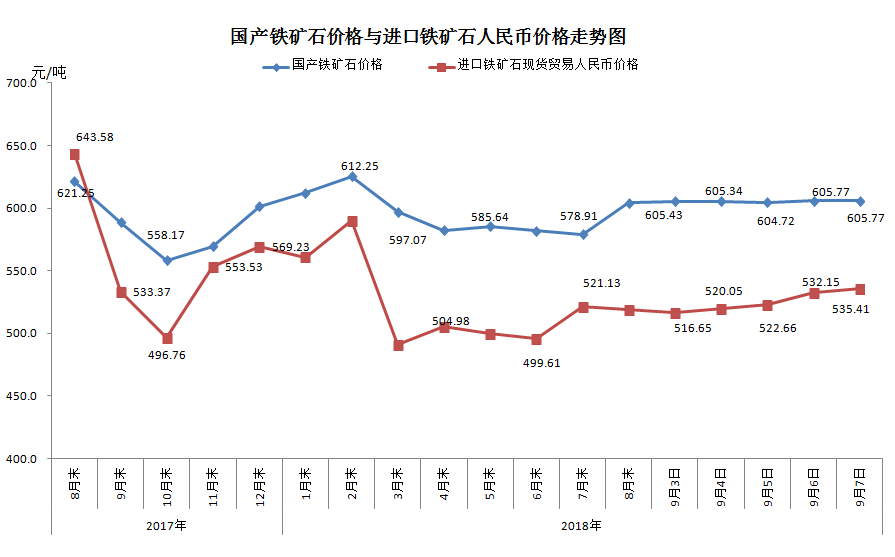 国产铁矿石价格与进口铁矿石人民币价格走势图
国产铁矿石价格
进口铁矿石现货贸易人民币价格
元/吨
700.0
650.0
600.0
550.0
500.0
450.0
400.0
643.58
621.25
533.37
558.17
496.76
553.53
569.23
612.25
597.07
504.98
585.64
499.61
578.91
521.13
605.43
516.65
605.34
520.05
604.72
522.66
605.77
532.15
605.77
535.41
8月末
9月末
10月末
11月末
12月末
1月末
2月末
3月末
4月末
5月末
6月末
7月末
8月末
9月3日
9月4日
9月5日
9月6日
9月7日
2017年
2018年